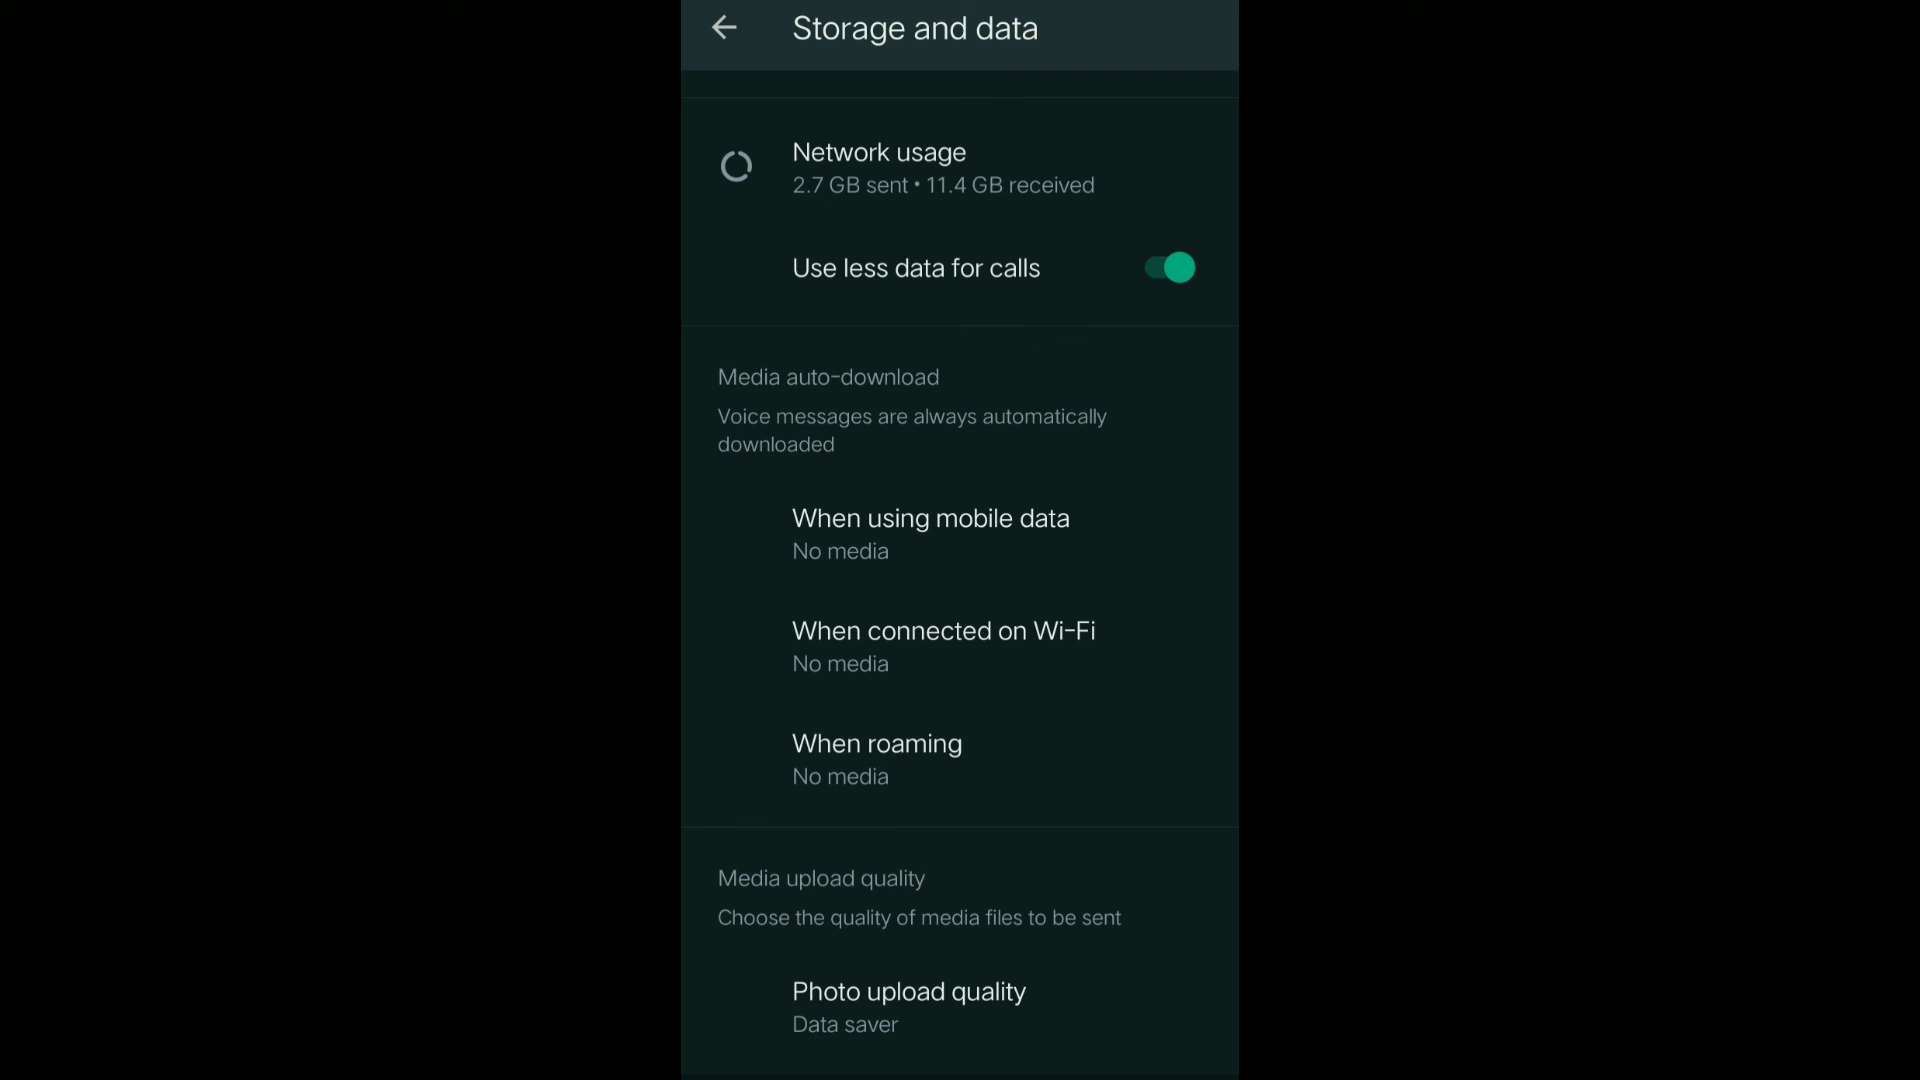 Storage and data
Network usage
2.7 GB sent • 11.4 GB received
Use less data for calls
Media auto-download
Voice messages are always automatically
downloaded
When using mobile data
No media
When connected on Wi-Fi
No media
When roaming
No media
Media upload quality
Choose the quality of media files to be sent
Photo upload quality
Data saver